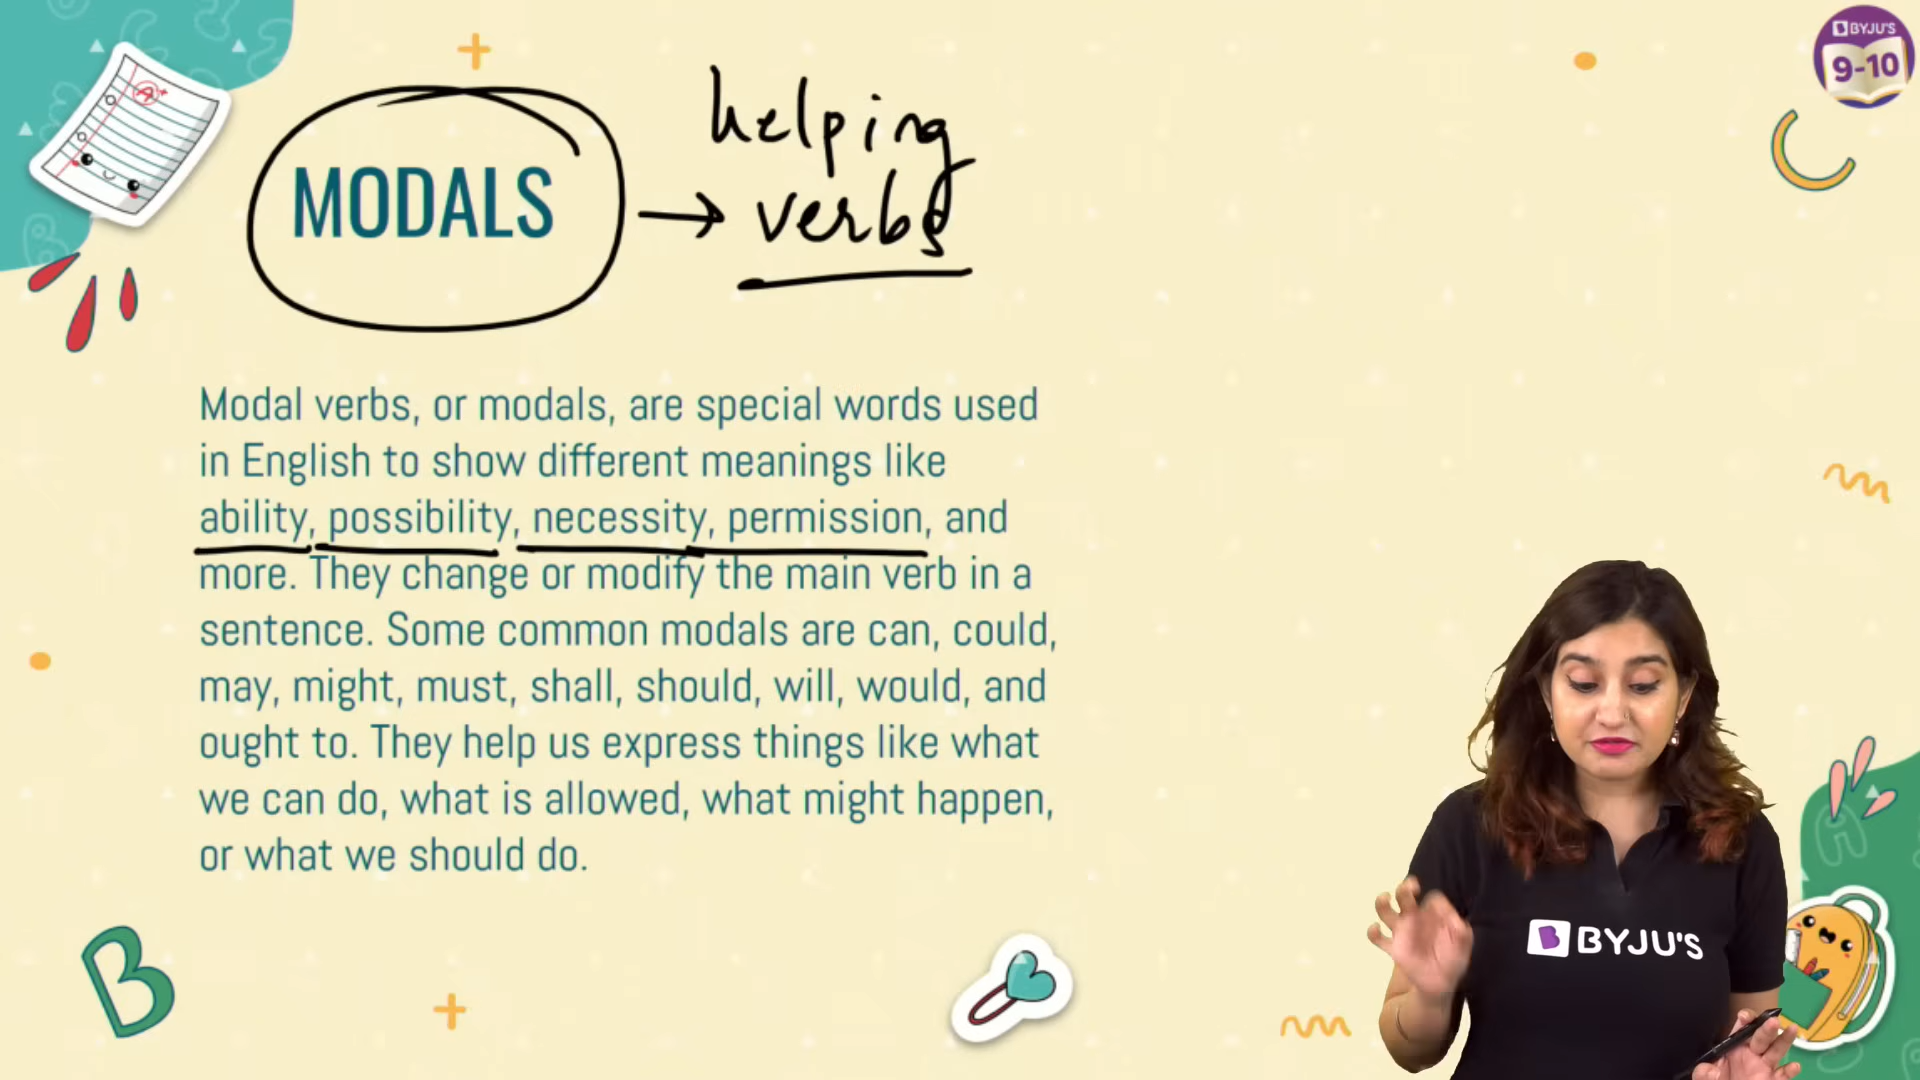 BYJU'S
9-10
A+
helping
MODALS → verbs
Modal verbs, or modals, are special words used
in English to show different meanings like
ability, possibility, necessity, permission, and
more. They change or modify the main verb in a
sentence. Some common modals are can, could,
may, might, must, shall, should, will, would, and
ought to. They help us express things like what
we can do, what is allowed, what might happen,
or what we should do.
BYJU'S
B